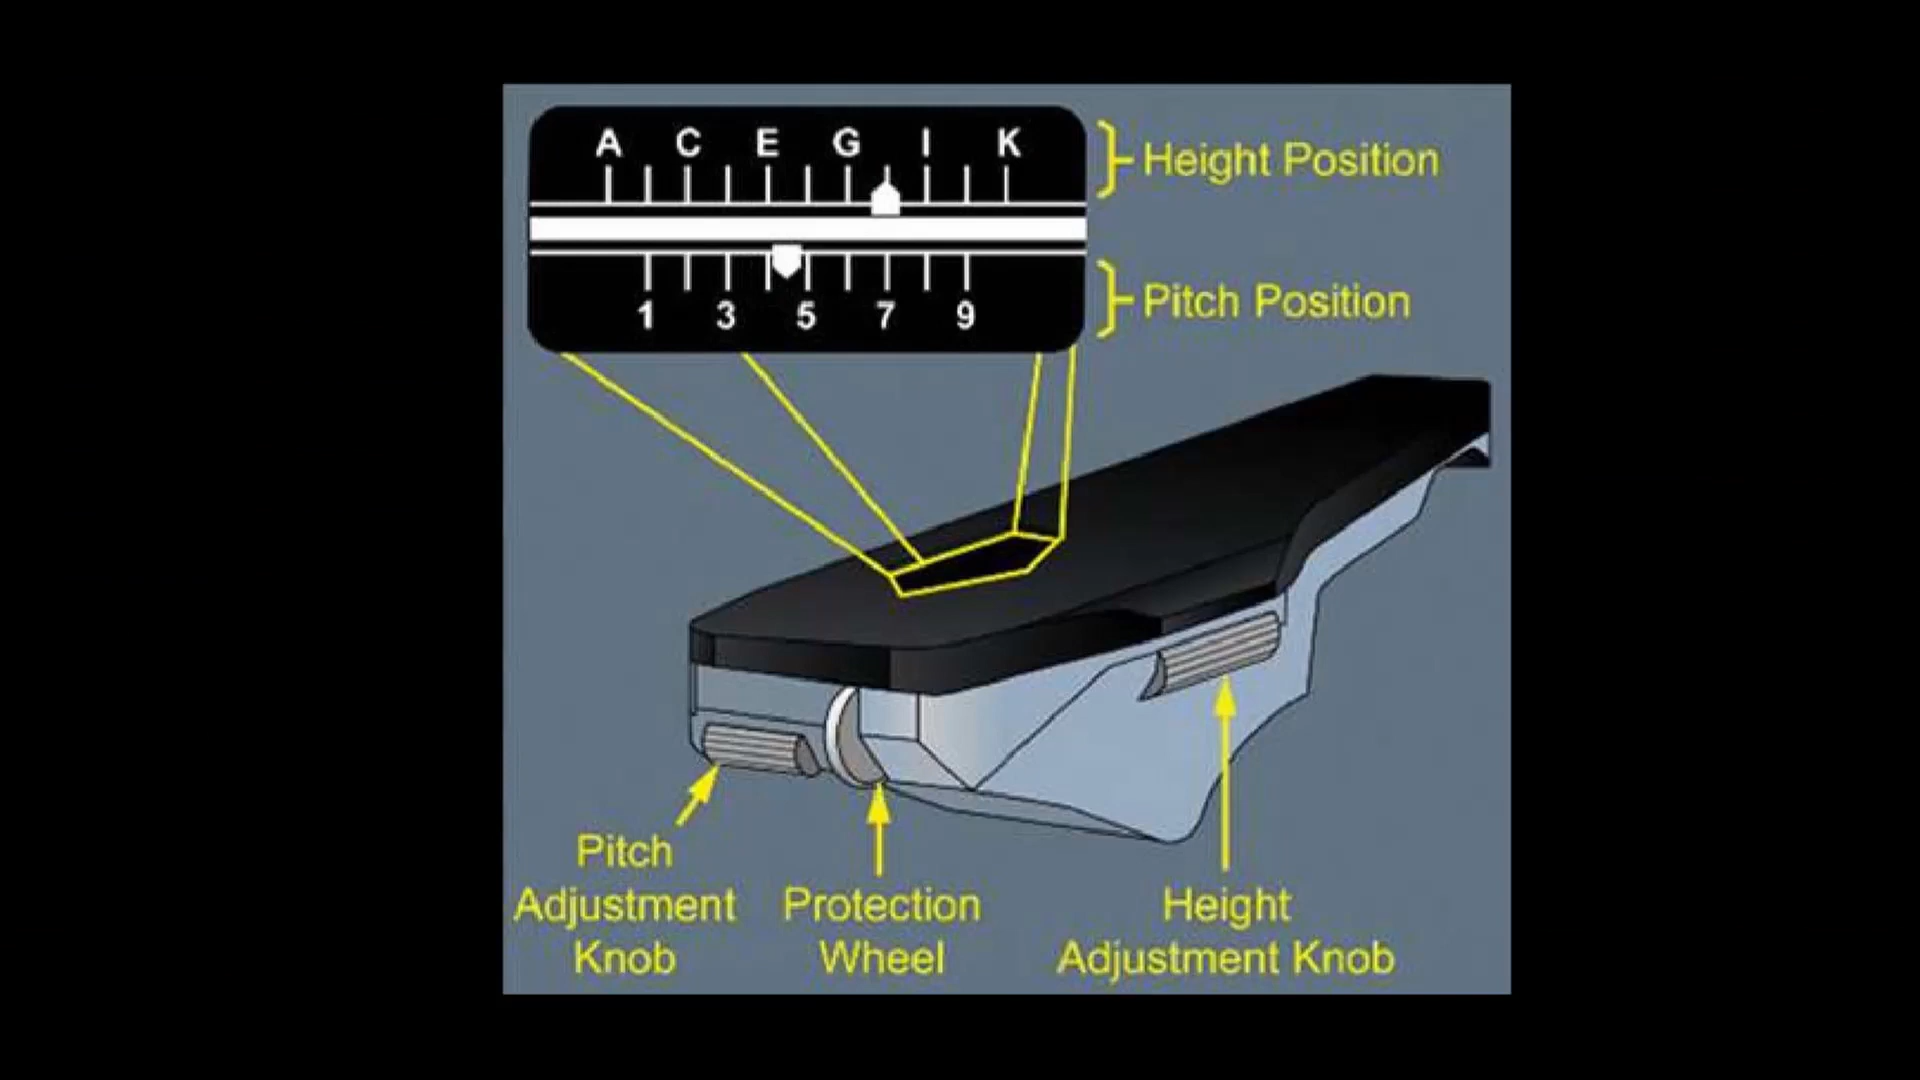 A C E G I K
Height Position
1 3 5 7 9
Pitch Position
Pitch
Adjustment
Knob
Protection
Wheel
Height
Adjustment Knob